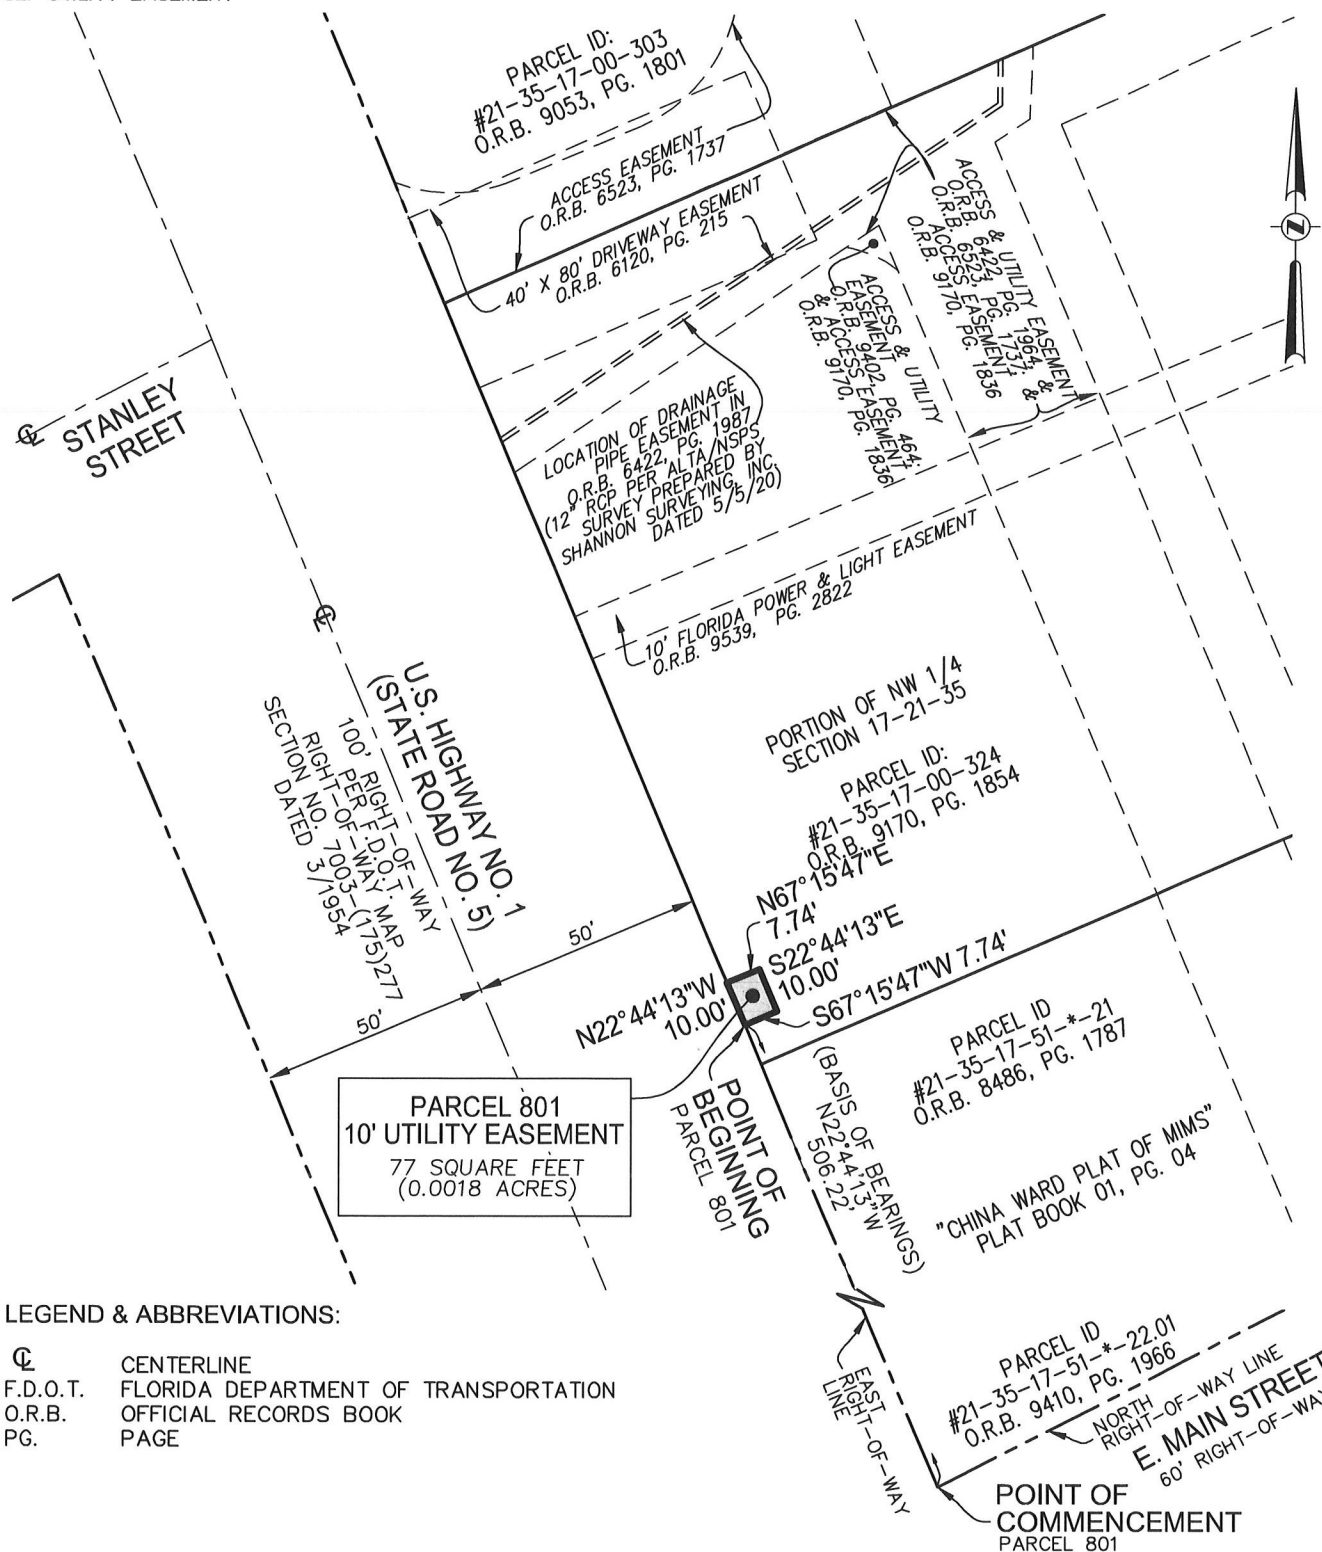 PARCEL ID:
#21-35-17-00-303
O.R.B. 9053, PG. 1801
ACCESS EASEMENT
O.R.B. 6523, PG. 1737
40' X 80' DRIVEWAY EASEMENT
O.R.B. 6120, PG. 215
ACCESS & UTILITY EASEMENT
O.R.B. 6422, PG. 1964, &
O.R.B. 6523, PG. 1737; &
ACCESS EASEMENT
O.R.B. 9170, PG. 1836
ACCESS & UTILITY
EASEMENT
O.R.B. 9402, PG. 464;
& ACCESS EASEMENT
O.R.B. 9170, PG. 1836
N
STANLEY
STREET
LOCATION OF DRAINAGE
PIPE EASEMENT IN
O.R.B. 6422, PG. 1987
(12" RCP PER ALTA/NSPS
SURVEY PREPARED BY
SHANNON SURVEYING, INC.
DATED 5/5/20)
10' FLORIDA POWER & LIGHT EASEMENT
O.R.B. 9539, PG. 2822
U.S. HIGHWAY NO. 1
(STATE ROAD NO. 5)
100' RIGHT-OF-WAY
PER F.D.O.T.
RIGHT-OF-WAY MAP
SECTION NO. 7003-(175)277
DATED 3/1954
PORTION OF NW 1/4
SECTION 17-21-35
PARCEL ID:
#21-35-17-00-324
O.R.B. 9170, PG. 1854
N67°15'47"E
7.74'
S22°44'13"E
10.00'
S67°15'47"W 7.74'
N22°44'13"W
10.00'
50'
50'
PARCEL 801
10' UTILITY EASEMENT
77 SQUARE FEET
(0.0018 ACRES)
POINT OF
BEGINNING
PARCEL 801
(BASIS OF BEARINGS)
N22°44'13"W
506.22'
PARCEL ID
#21-35-17-51-*-21
O.R.B. 8486, PG. 1787
"CHINA WARD PLAT OF MIMS"
PLAT BOOK 01, PG. 04
PARCEL ID
#21-35-17-51-*-22.01
O.R.B. 9410, PG. 1966
EAST
RIGHT-OF-WAY
LINE
NORTH
RIGHT-OF-WAY LINE
E. MAIN STREET
60' RIGHT-OF-WAY
POINT OF
COMMENCEMENT
PARCEL 801
LEGEND & ABBREVIATIONS:
℄ CENTERLINE
F.D.O.T. FLORIDA DEPARTMENT OF TRANSPORTATION
O.R.B. OFFICIAL RECORDS BOOK
PG. PAGE